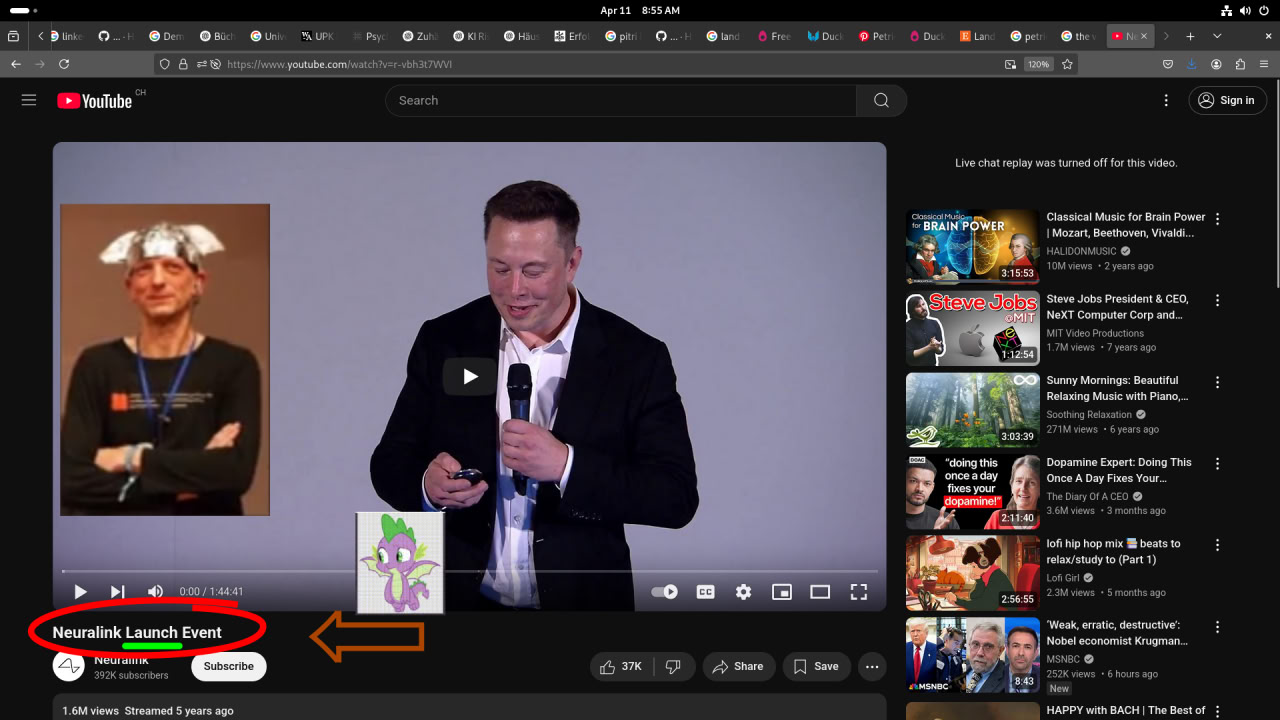 Apr 11 8:55 AM
linke
... - H
Dem
Büch
Univ
UPK
Psyc
Zuhä
KI Ri
Häus
Erfol
pitri
... - H
land
Free
Duck
Petri
Duck
Land
petri
the v
Ne
https://www.youtube.com/watch?v=r-vbh3t7WVI
120%
YouTube CH
Search
Sign in
Live chat replay was turned off for this video.
Classical Music
for BRAIN POWER
3:15:53
Classical Music for Brain Power
| Mozart, Beethoven, Vivaldi...
HALIDONMUSIC
10M views • 2 years ago
Steve Jobs
@MIT
1:12:54
Steve Jobs President & CEO,
NeXT Computer Corp and...
MIT Video Productions
1.7M views • 7 years ago
3:03:39
Sunny Mornings: Beautiful
Relaxing Music with Piano,...
Soothing Relaxation
271M views • 6 years ago
DOAC
"doing this
once a day
fixes your
dopamine!"
2:11:40
Dopamine Expert: Doing This
Once A Day Fixes Your...
The Diary Of A CEO
3.6M views • 3 months ago
2:56:55
lofi hip hop mix 📚 beats to
relax/study to (Part 1)
Lofi Girl
2.3M views • 5 months ago
MSNBC
8:43
'Weak, erratic, destructive':
Nobel economist Krugman...
MSNBC
252K views • 6 hours ago
New
HAPPY with BACH | The Best of
0:00 / 1:44:41
CC
Neuralink Launch Event
Neuralink
392K subscribers
Subscribe
37K
Share
Save
1.6M views Streamed 5 years ago